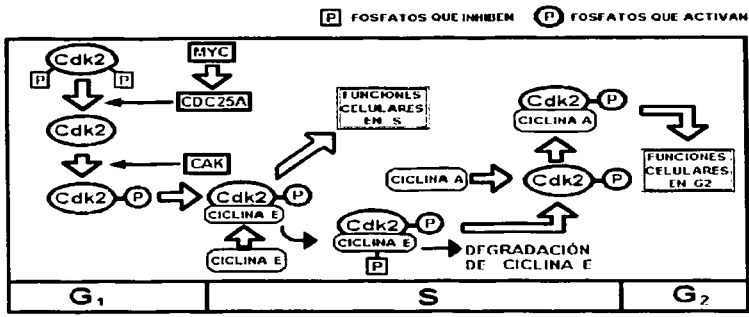 P FOSFATOS QUE INHIBEN
P FOSFATOS QUE ACTIVAN
Cdk2
P
P
MYC
CDC25A
Cdk2
CAK
Cdk2
P
Cdk2
P
CICLINA E
CICLINA E
FUNCIONES
CELULARES
EN S
Cdk2
P
CICLINA E
P
DEGRADACIÓN
DE CICLINA E
CICLINA A
Cdk2
P
Cdk2
P
CICLINA A
FUNCIONES
CELULARES
EN G2
G₁
S
G₂